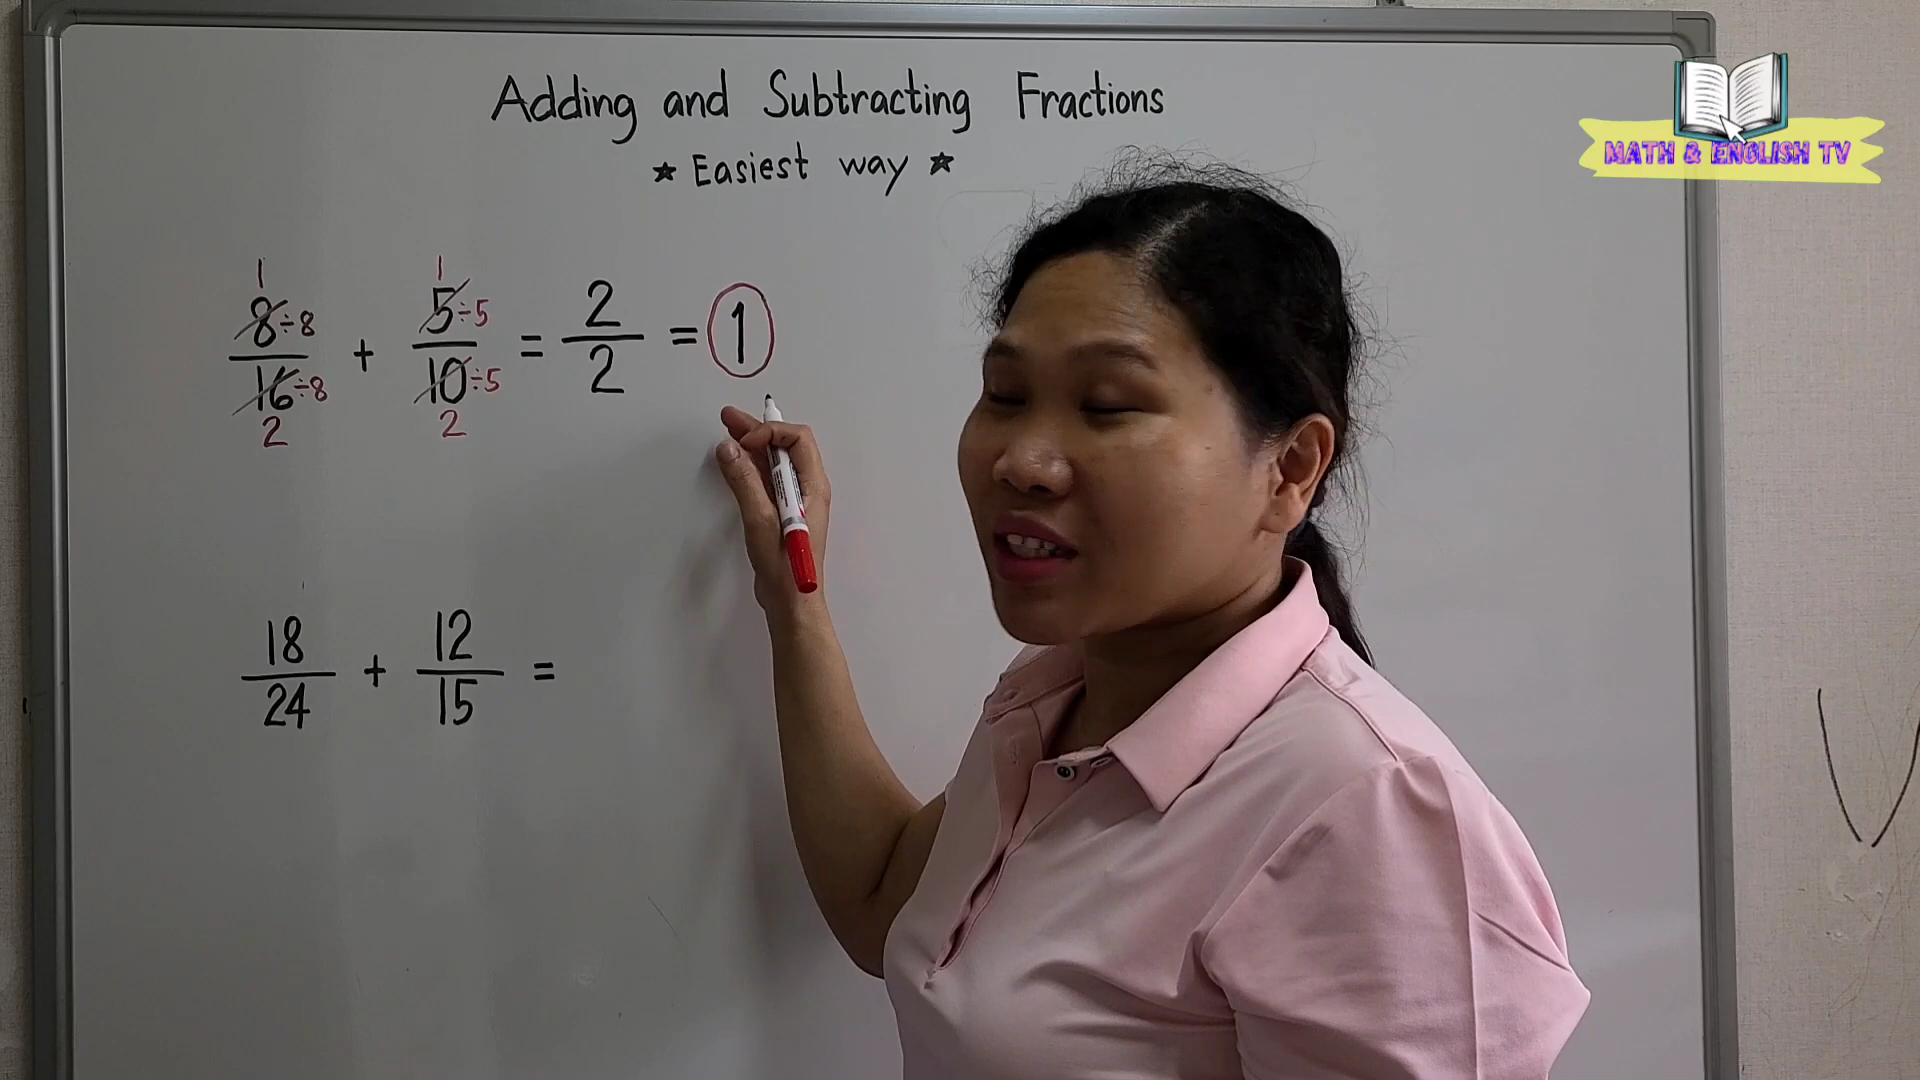 Adding and Subtracting Fractions
★ Easiest way ★
MATH & ENGLISH TV
1 1
8÷8 / 16÷8 + 5÷5 / 10÷5 = 2/2 = 1
2 2
18/24 + 12/15 =